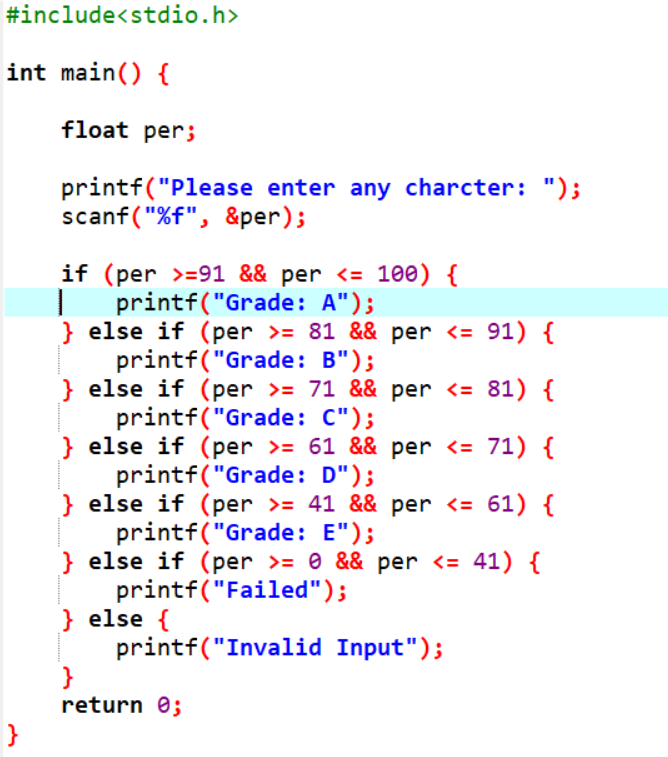 #include<stdio.h>
int main() {
float per;
printf("Please enter any charcter: ");
scanf("%f", &per);
if (per >=91 && per <= 100) {
printf("Grade: A");
} else if (per >= 81 && per <= 91) {
printf("Grade: B");
} else if (per >= 71 && per <= 81) {
printf("Grade: C");
} else if (per >= 61 && per <= 71) {
printf("Grade: D");
} else if (per >= 41 && per <= 61) {
printf("Grade: E");
} else if (per >= 0 && per <= 41) {
printf("Failed");
} else {
printf("Invalid Input");
}
return 0;
}